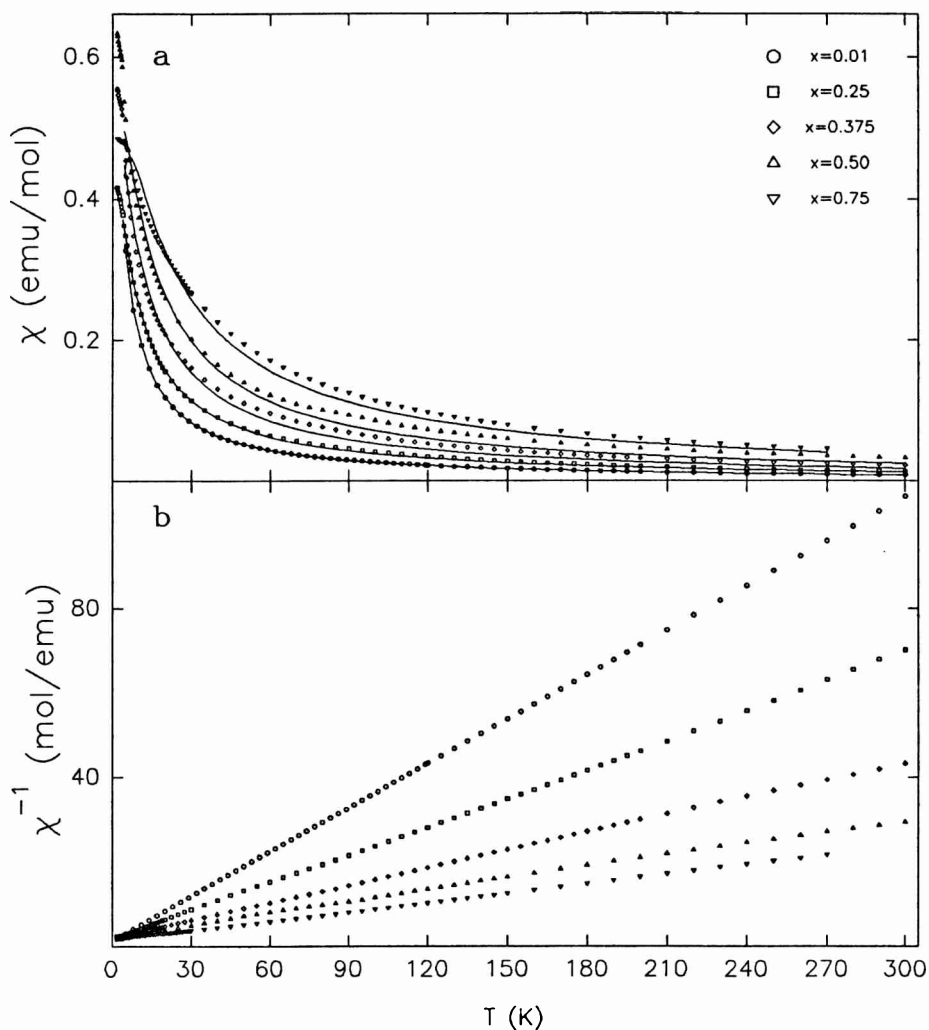 a
0.6
0.4
0.2
χ (emu/mol)
x=0.01
x=0.25
x=0.375
x=0.50
x=0.75
b
80
40
χ⁻¹ (mol/emu)
0 30 60 90 120 150 180 210 240 270 300
T (K)